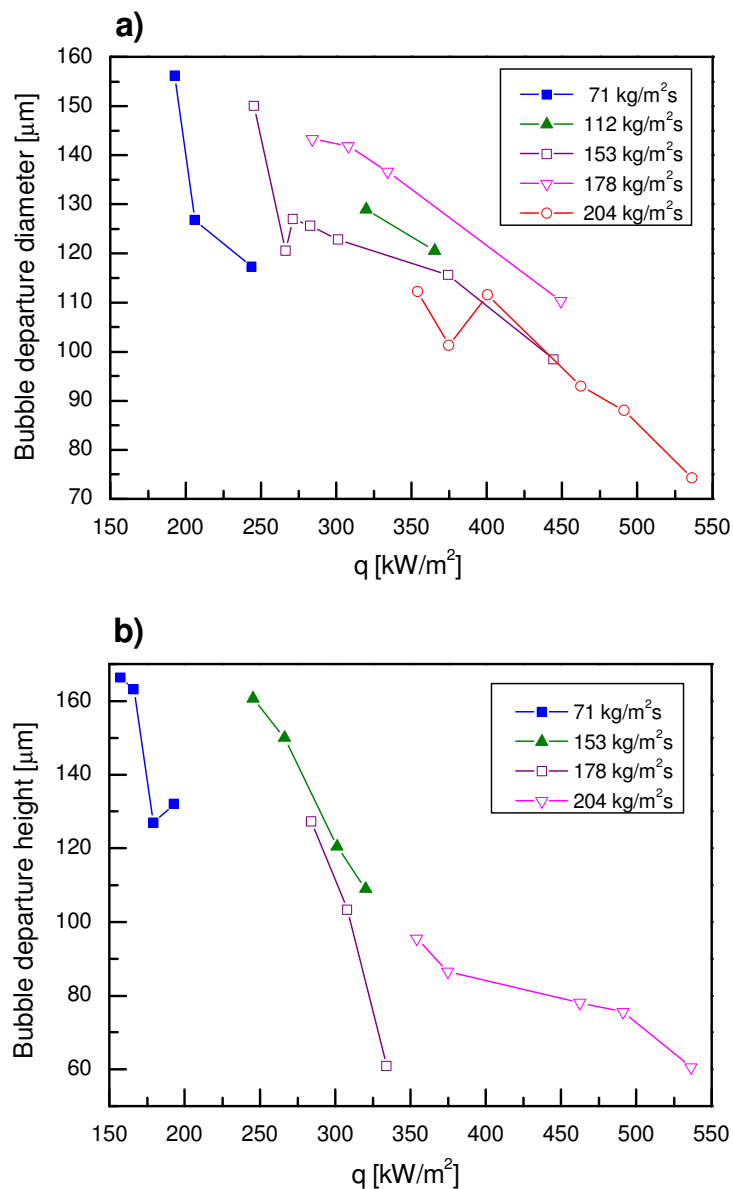 a)
160
150
140
130
120
110
100
90
80
70
Bubble departure diameter [μm]
71 kg/m²s
112 kg/m²s
153 kg/m²s
178 kg/m²s
204 kg/m²s
150 200 250 300 350 400 450 500 550
q [kW/m²]
b)
160
140
120
100
80
60
Bubble departure height [μm]
71 kg/m²s
153 kg/m²s
178 kg/m²s
204 kg/m²s
150 200 250 300 350 400 450 500 550
q [kW/m²]